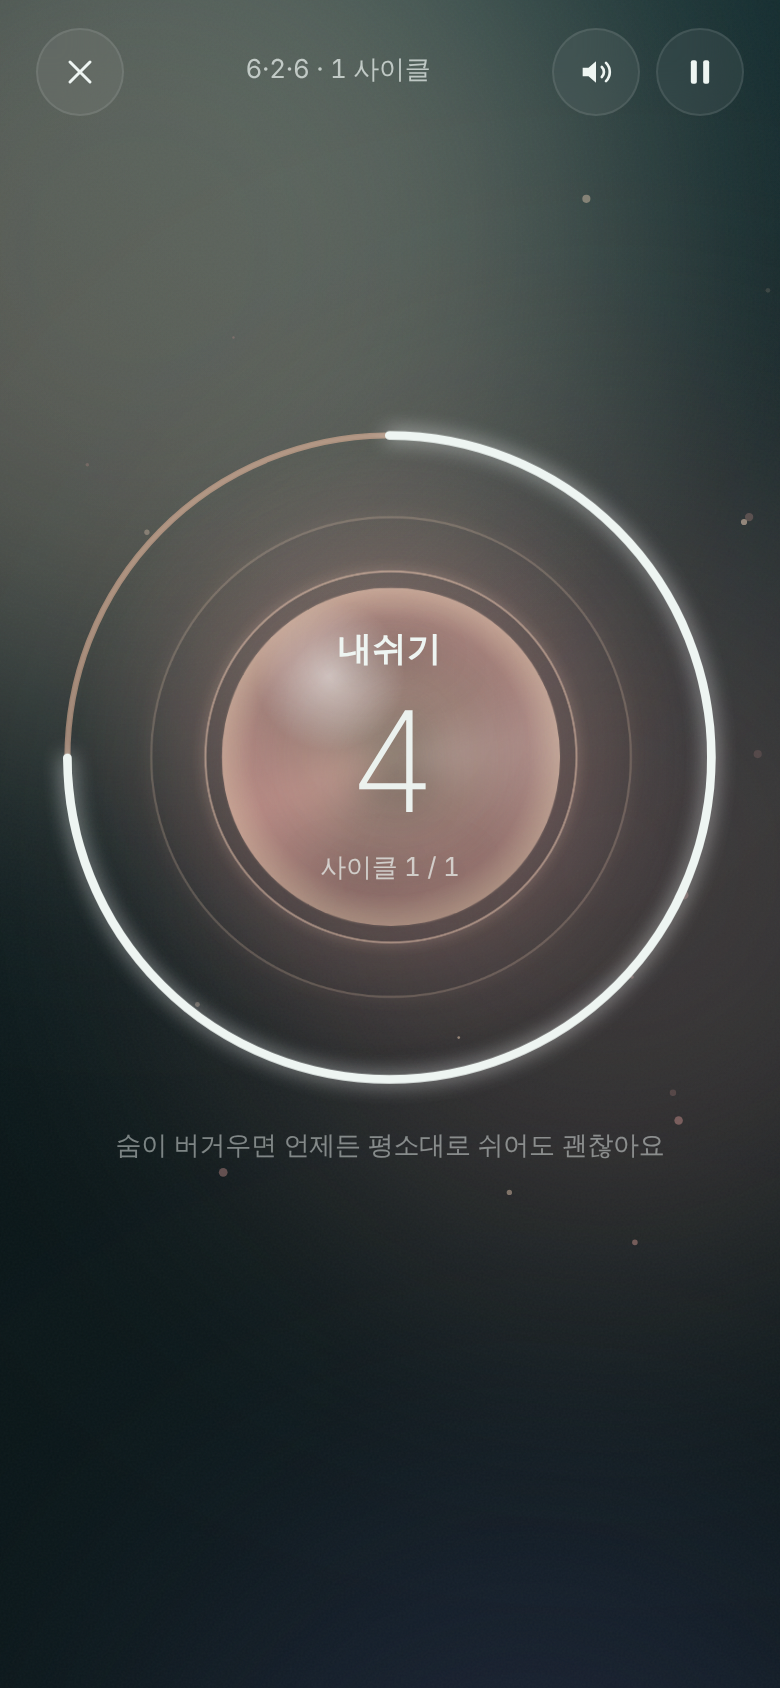 6·2·6 · 1 사이클
내쉬기
4
사이클 1 / 1
숨이 버거우면 언제든 평소대로 쉬어도 괜찮아요